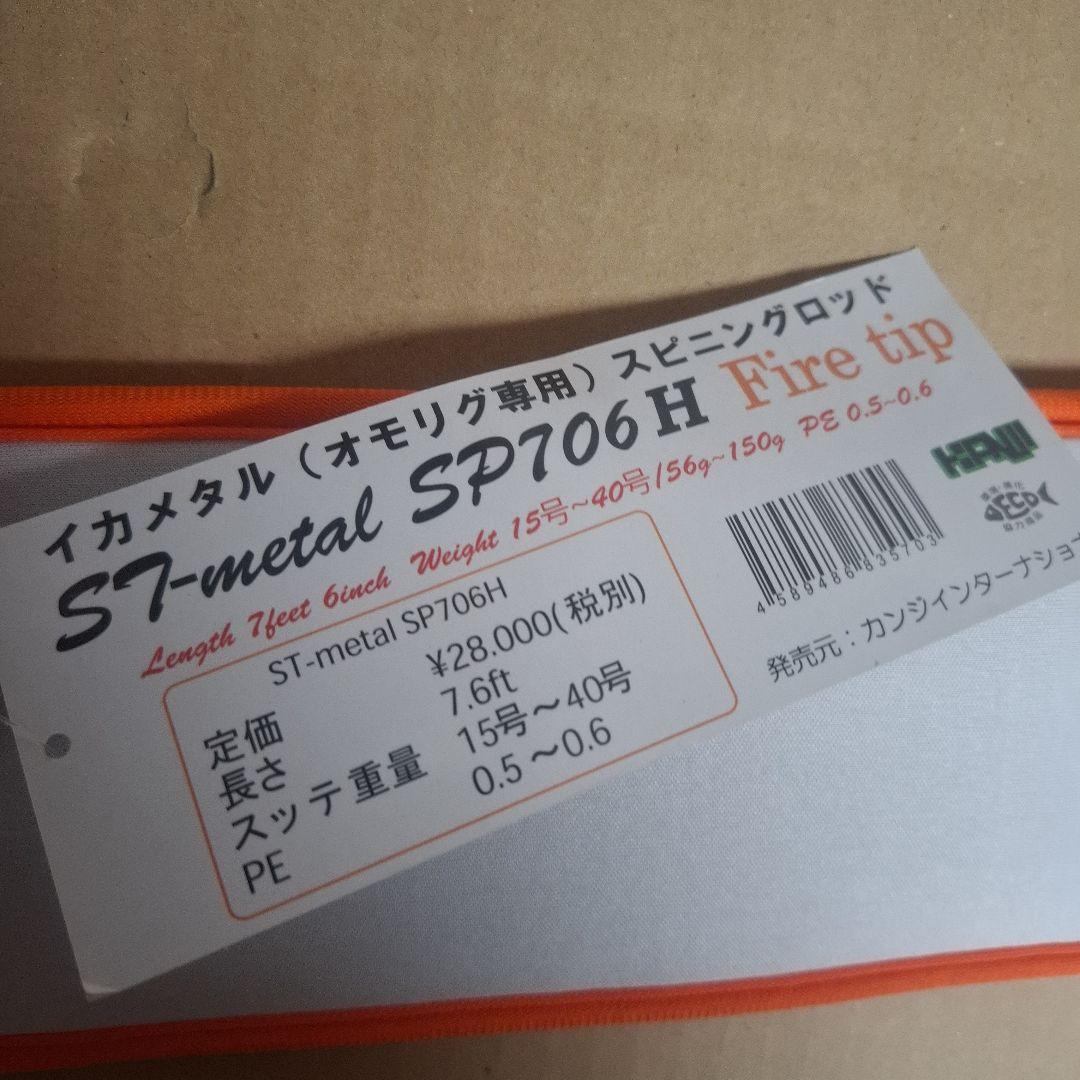 イカメタル（オモリグ専用）スピニングロッド
ST-metal SP706H Fire tip
Length 7feet 6inch Weight 15号~40号/56g~150g PE 0.5~0.6
ST-metal SP706H
定価 ¥28.000(税別)
長さ 7.6ft
スッテ重量 15号～40号
PE 0.5～0.6
KANJI
4589486835703
発売元：カンジインターナショナ